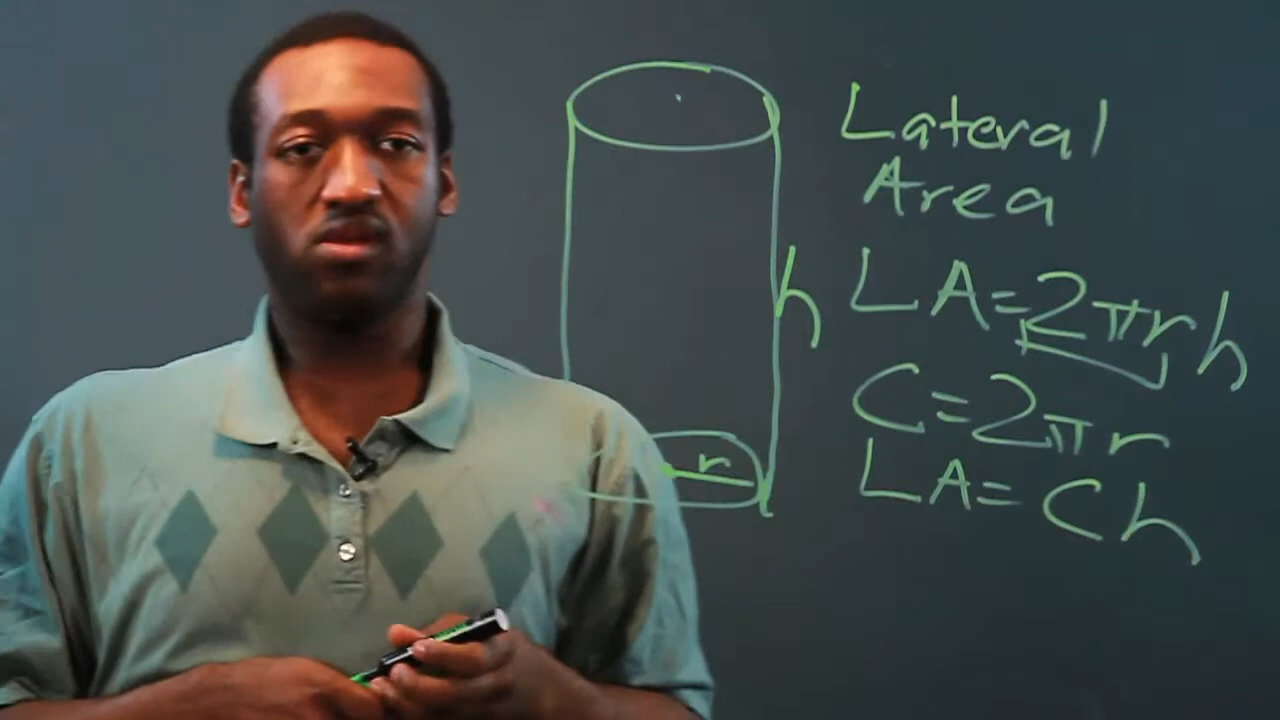 Lateral
Area
h
LA=2πrh
C=2πr
r
LA=Ch